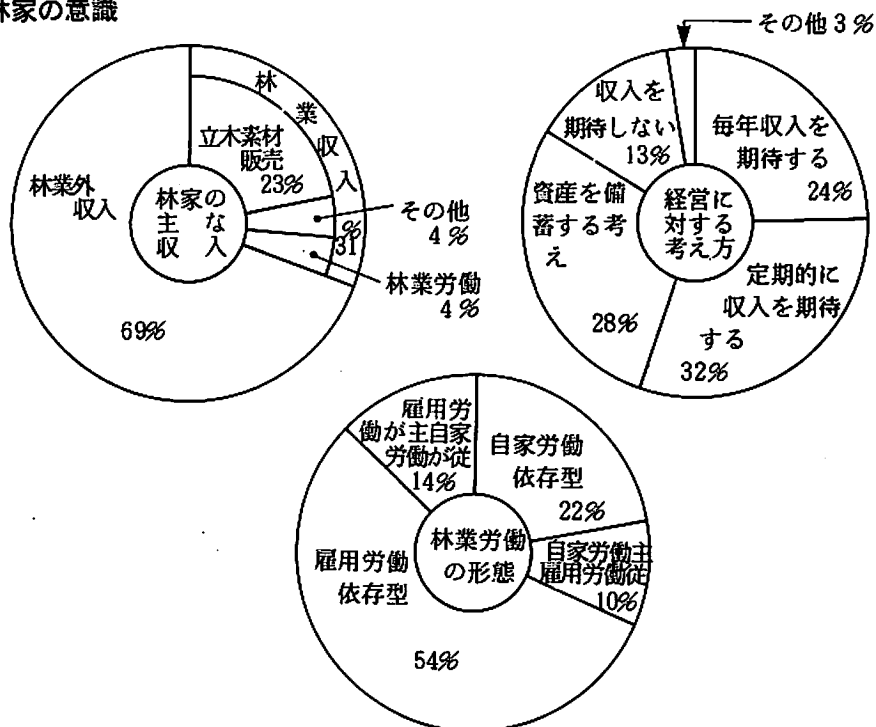 林家の意識
その他3%
林業収入
31%
立木素材
販売
23%
林業外
収入
林家の
主な
収入
その他
4%
林業労働
4%
69%
収入を
期待しない
13%
毎年収入を
期待する
24%
資産を備
蓄する考
え
28%
経営に
対する
考え方
定期的に
収入を期待
する
32%
雇用労
働が主自家
労働が従
14%
自家労働
依存型
22%
林業労働
の形態
自家労働主
雇用労働従
10%
雇用労働
依存型
54%